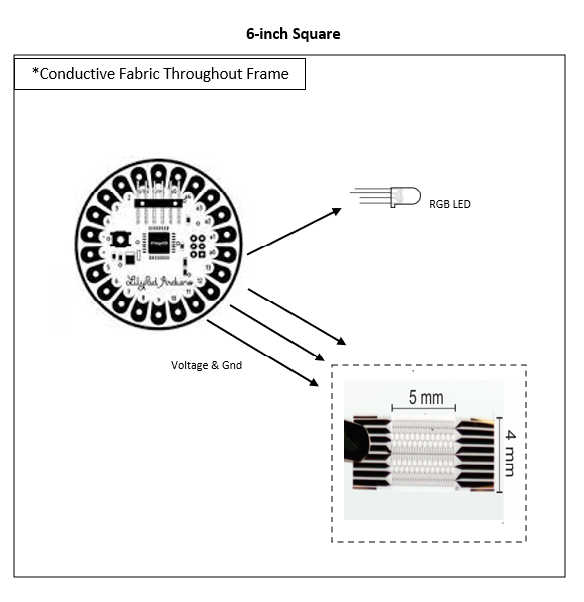 6-inch Square
*Conductive Fabric Throughout Frame
LilyPad Arduino
RGB LED
Voltage & Gnd
5 mm
4 mm